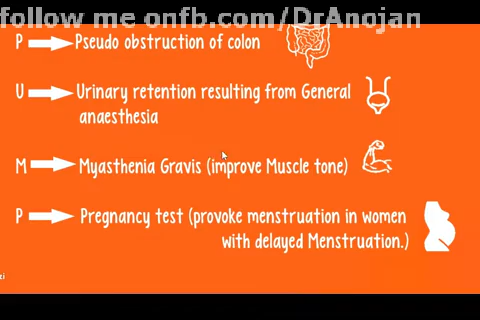 follow me onfb.com/DrAnojan
P Pseudo obstruction of colon
U Urinary retention resulting from General
anaesthesia
M Myasthenia Gravis (improve Muscle tone)
P Pregnancy test (provoke menstruation in women
with delayed Menstruation.)